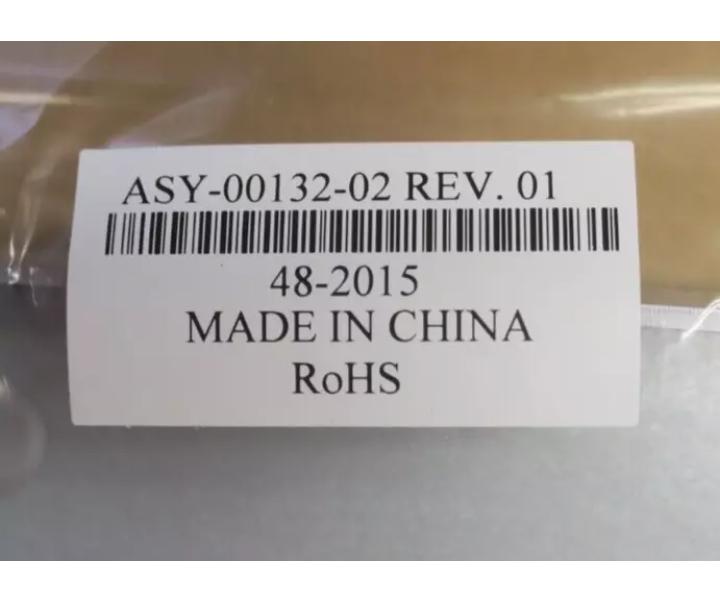 ASY-00132-02 REV. 01
48-2015
MADE IN CHINA
RoHS